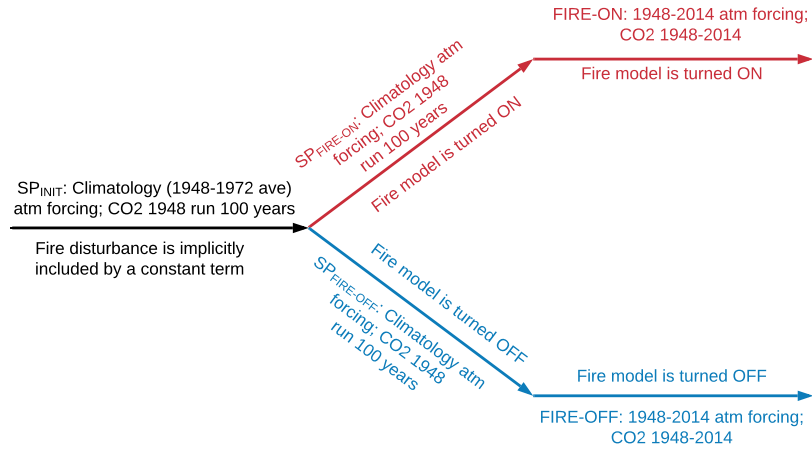 SPINIT: Climatology (1948-1972 ave)
atm forcing; CO2 1948 run 100 years
Fire disturbance is implicitly
included by a constant term
SPFIRE-ON: Climatology atm
forcing; CO2 1948
run 100 years
Fire model is turned ON
FIRE-ON: 1948-2014 atm forcing;
CO2 1948-2014
Fire model is turned ON
Fire model is turned OFF
SPFIRE-OFF: Climatology atm
forcing; CO2 1948
run 100 years
Fire model is turned OFF
FIRE-OFF: 1948-2014 atm forcing;
CO2 1948-2014